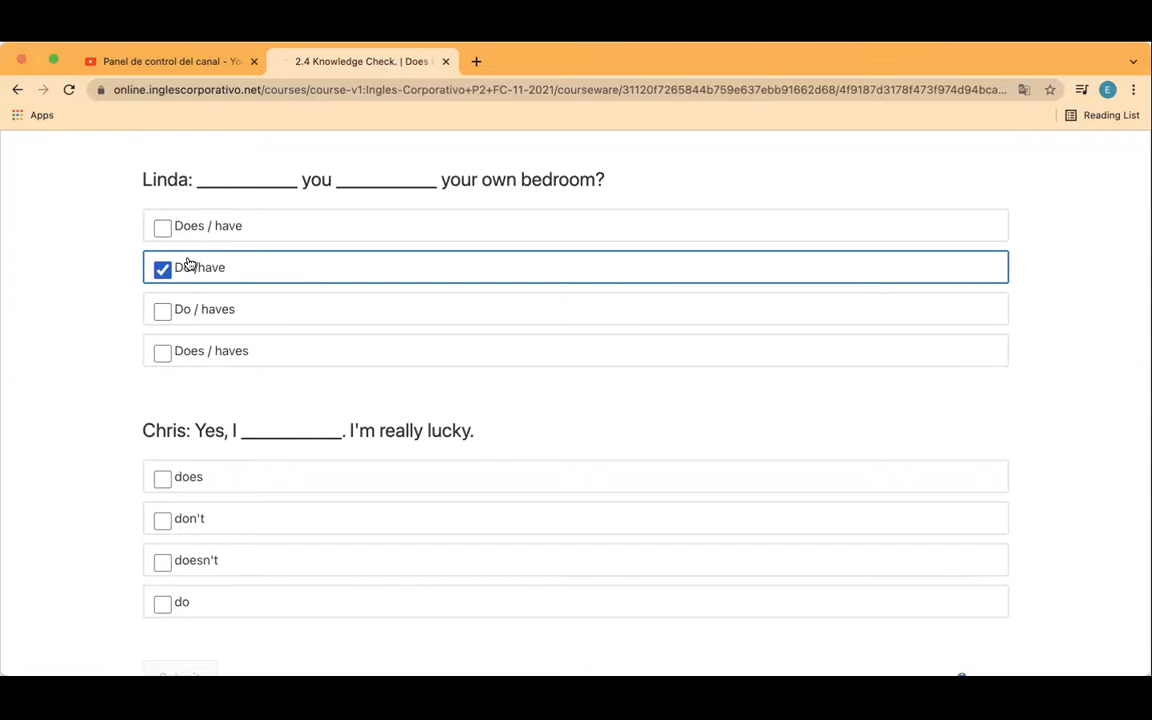 Panel de control del canal - Yo
2.4 Knowledge Check. | Does
online.inglescorporativo.net/courses/course-v1:Ingles-Corporativo+P2+FC-11-2021/courseware/31120f7265844b759e637ebb91662d68/4f9187d3178f473f974d94bca...
E
Apps
Reading List
Linda: __________ you __________ your own bedroom?
Does / have
Do/have
Do / haves
Does / haves
Chris: Yes, I __________. I'm really lucky.
does
don't
doesn't
do